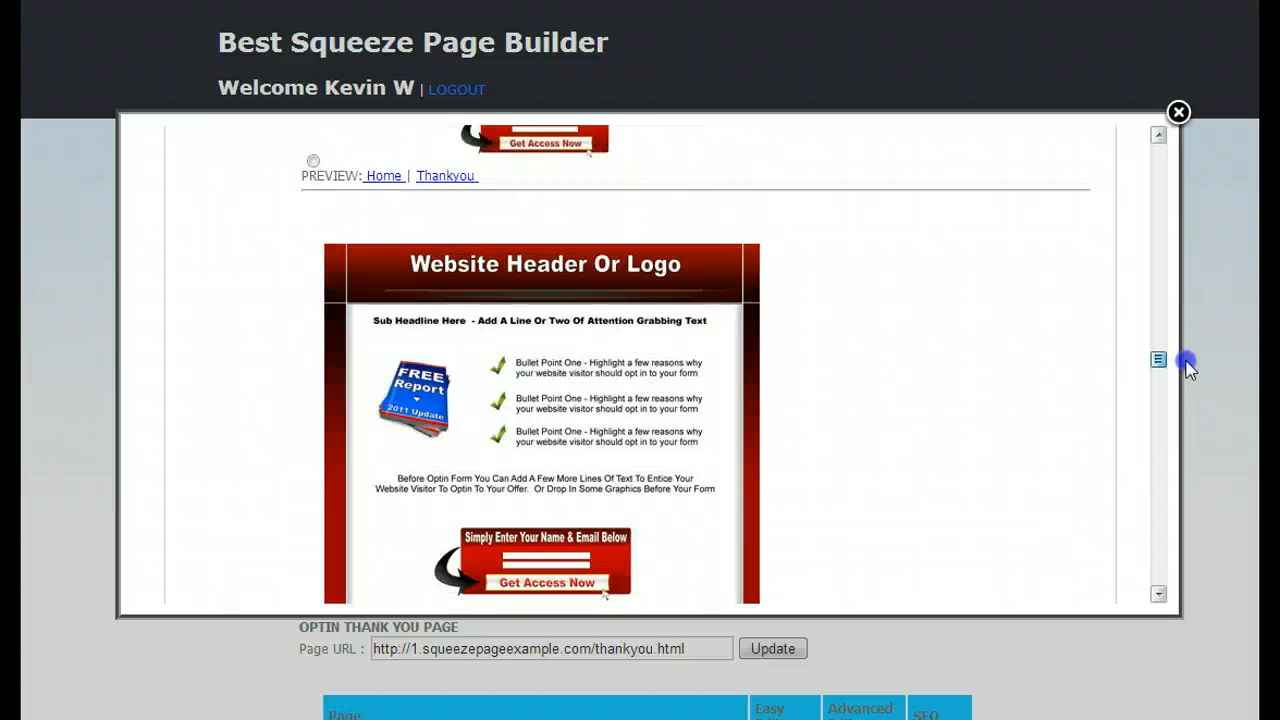 Best Squeeze Page Builder
Welcome Kevin W | LOGOUT
Get Access Now
PREVIEW: Home | Thankyou
Website Header Or Logo
Sub Headline Here - Add A Line Or Two Of Attention Grabbing Text
FREE
Report
2011 Update
Bullet Point One - Highlight a few reasons why
your website visitor should opt in to your form
Bullet Point One - Highlight a few reasons why
your website visitor should opt in to your form
Bullet Point One - Highlight a few reasons why
your website visitor should opt in to your form
Before Optin Form You Can Add A Few More Lines Of Text To Entice Your
Website Visitor To Optin To Your Offer. Or Drop In Some Graphics Before Your Form
Simply Enter Your Name & Email Below
Get Access Now
OPTIN THANK YOU PAGE
Page URL : http://1.squeezepageexample.com/thankyou.html Update
Page Easy Advanced SEO